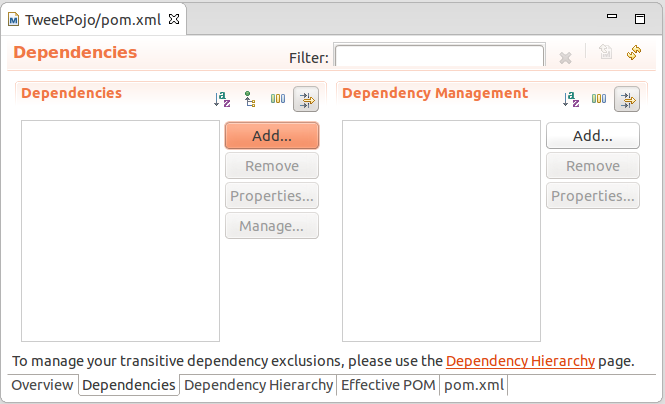 TweetPojo/pom.xml
Dependencies
Filter:
Dependencies
Dependency Management
Add...
Remove
Properties...
Manage...
Add...
Remove
Properties...
To manage your transitive dependency exclusions, please use the Dependency Hierarchy page.
Overview Dependencies Dependency Hierarchy Effective POM pom.xml